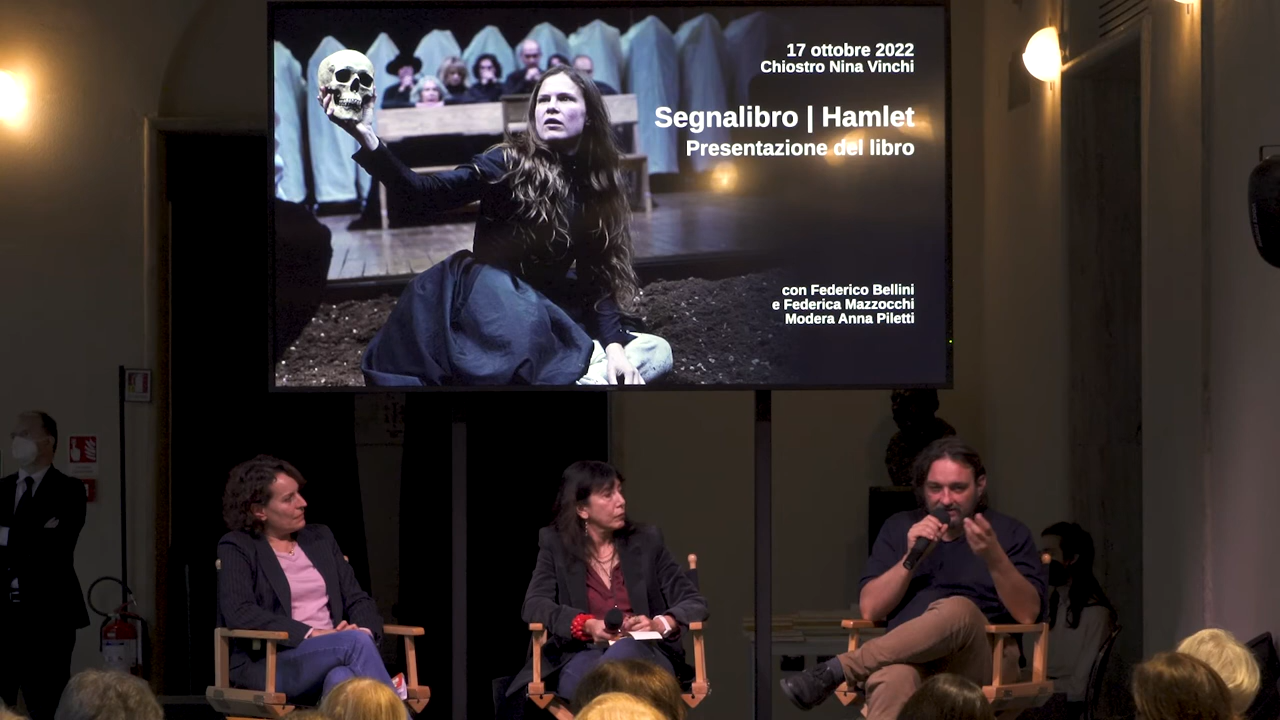 17 ottobre 2022
Chiostro Nina Vinchi
Segnalibro | Hamlet
Presentazione del libro
con Federico Bellini
e Federica Mazzocchi
Modera Anna Piletti